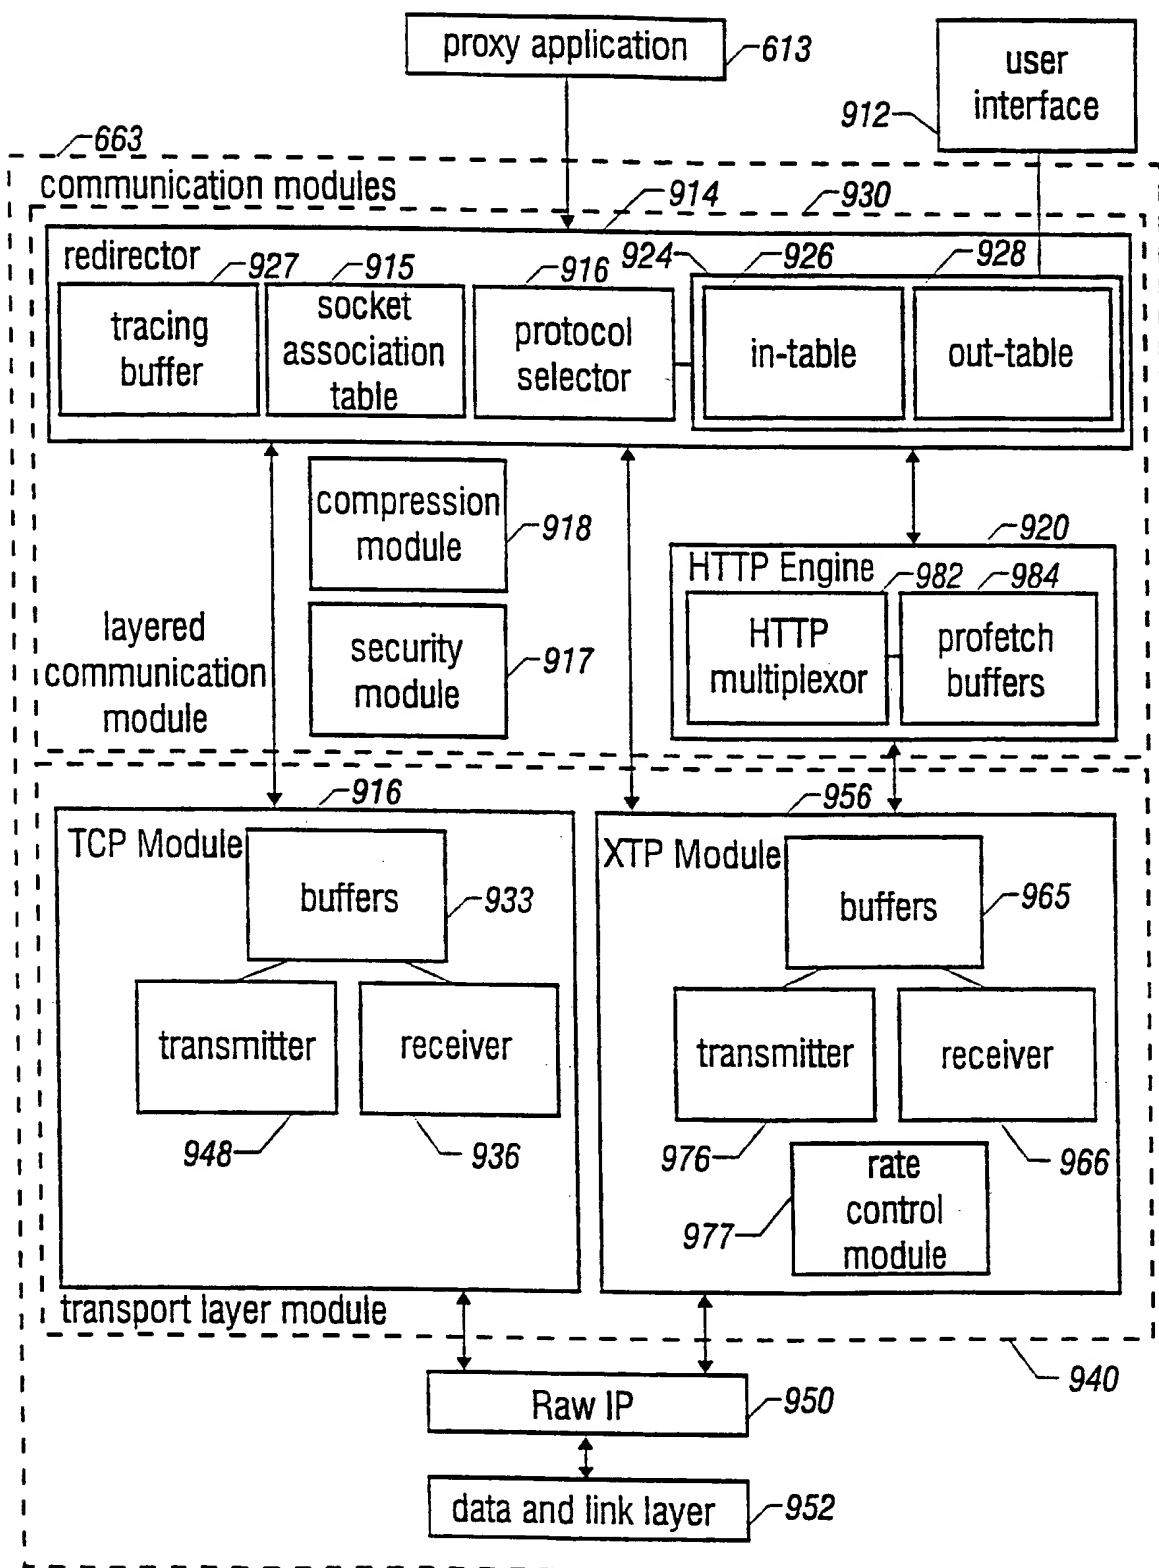 proxy application
613
user
interface
912
663
communication modules
914
930
redirector
927
915
916
924
926
928
tracing
buffer
socket
association
table
protocol
selector
in-table
out-table
compression
module
918
920
HTTP Engine
982
984
HTTP
multiplexor
profetch
buffers
security
module
917
layered
communication
module
916
956
TCP Module
buffers
933
transmitter
receiver
948
936
XTP Module
buffers
965
transmitter
receiver
976
966
rate
control
module
977
transport layer module
940
Raw IP
950
data and link layer
952